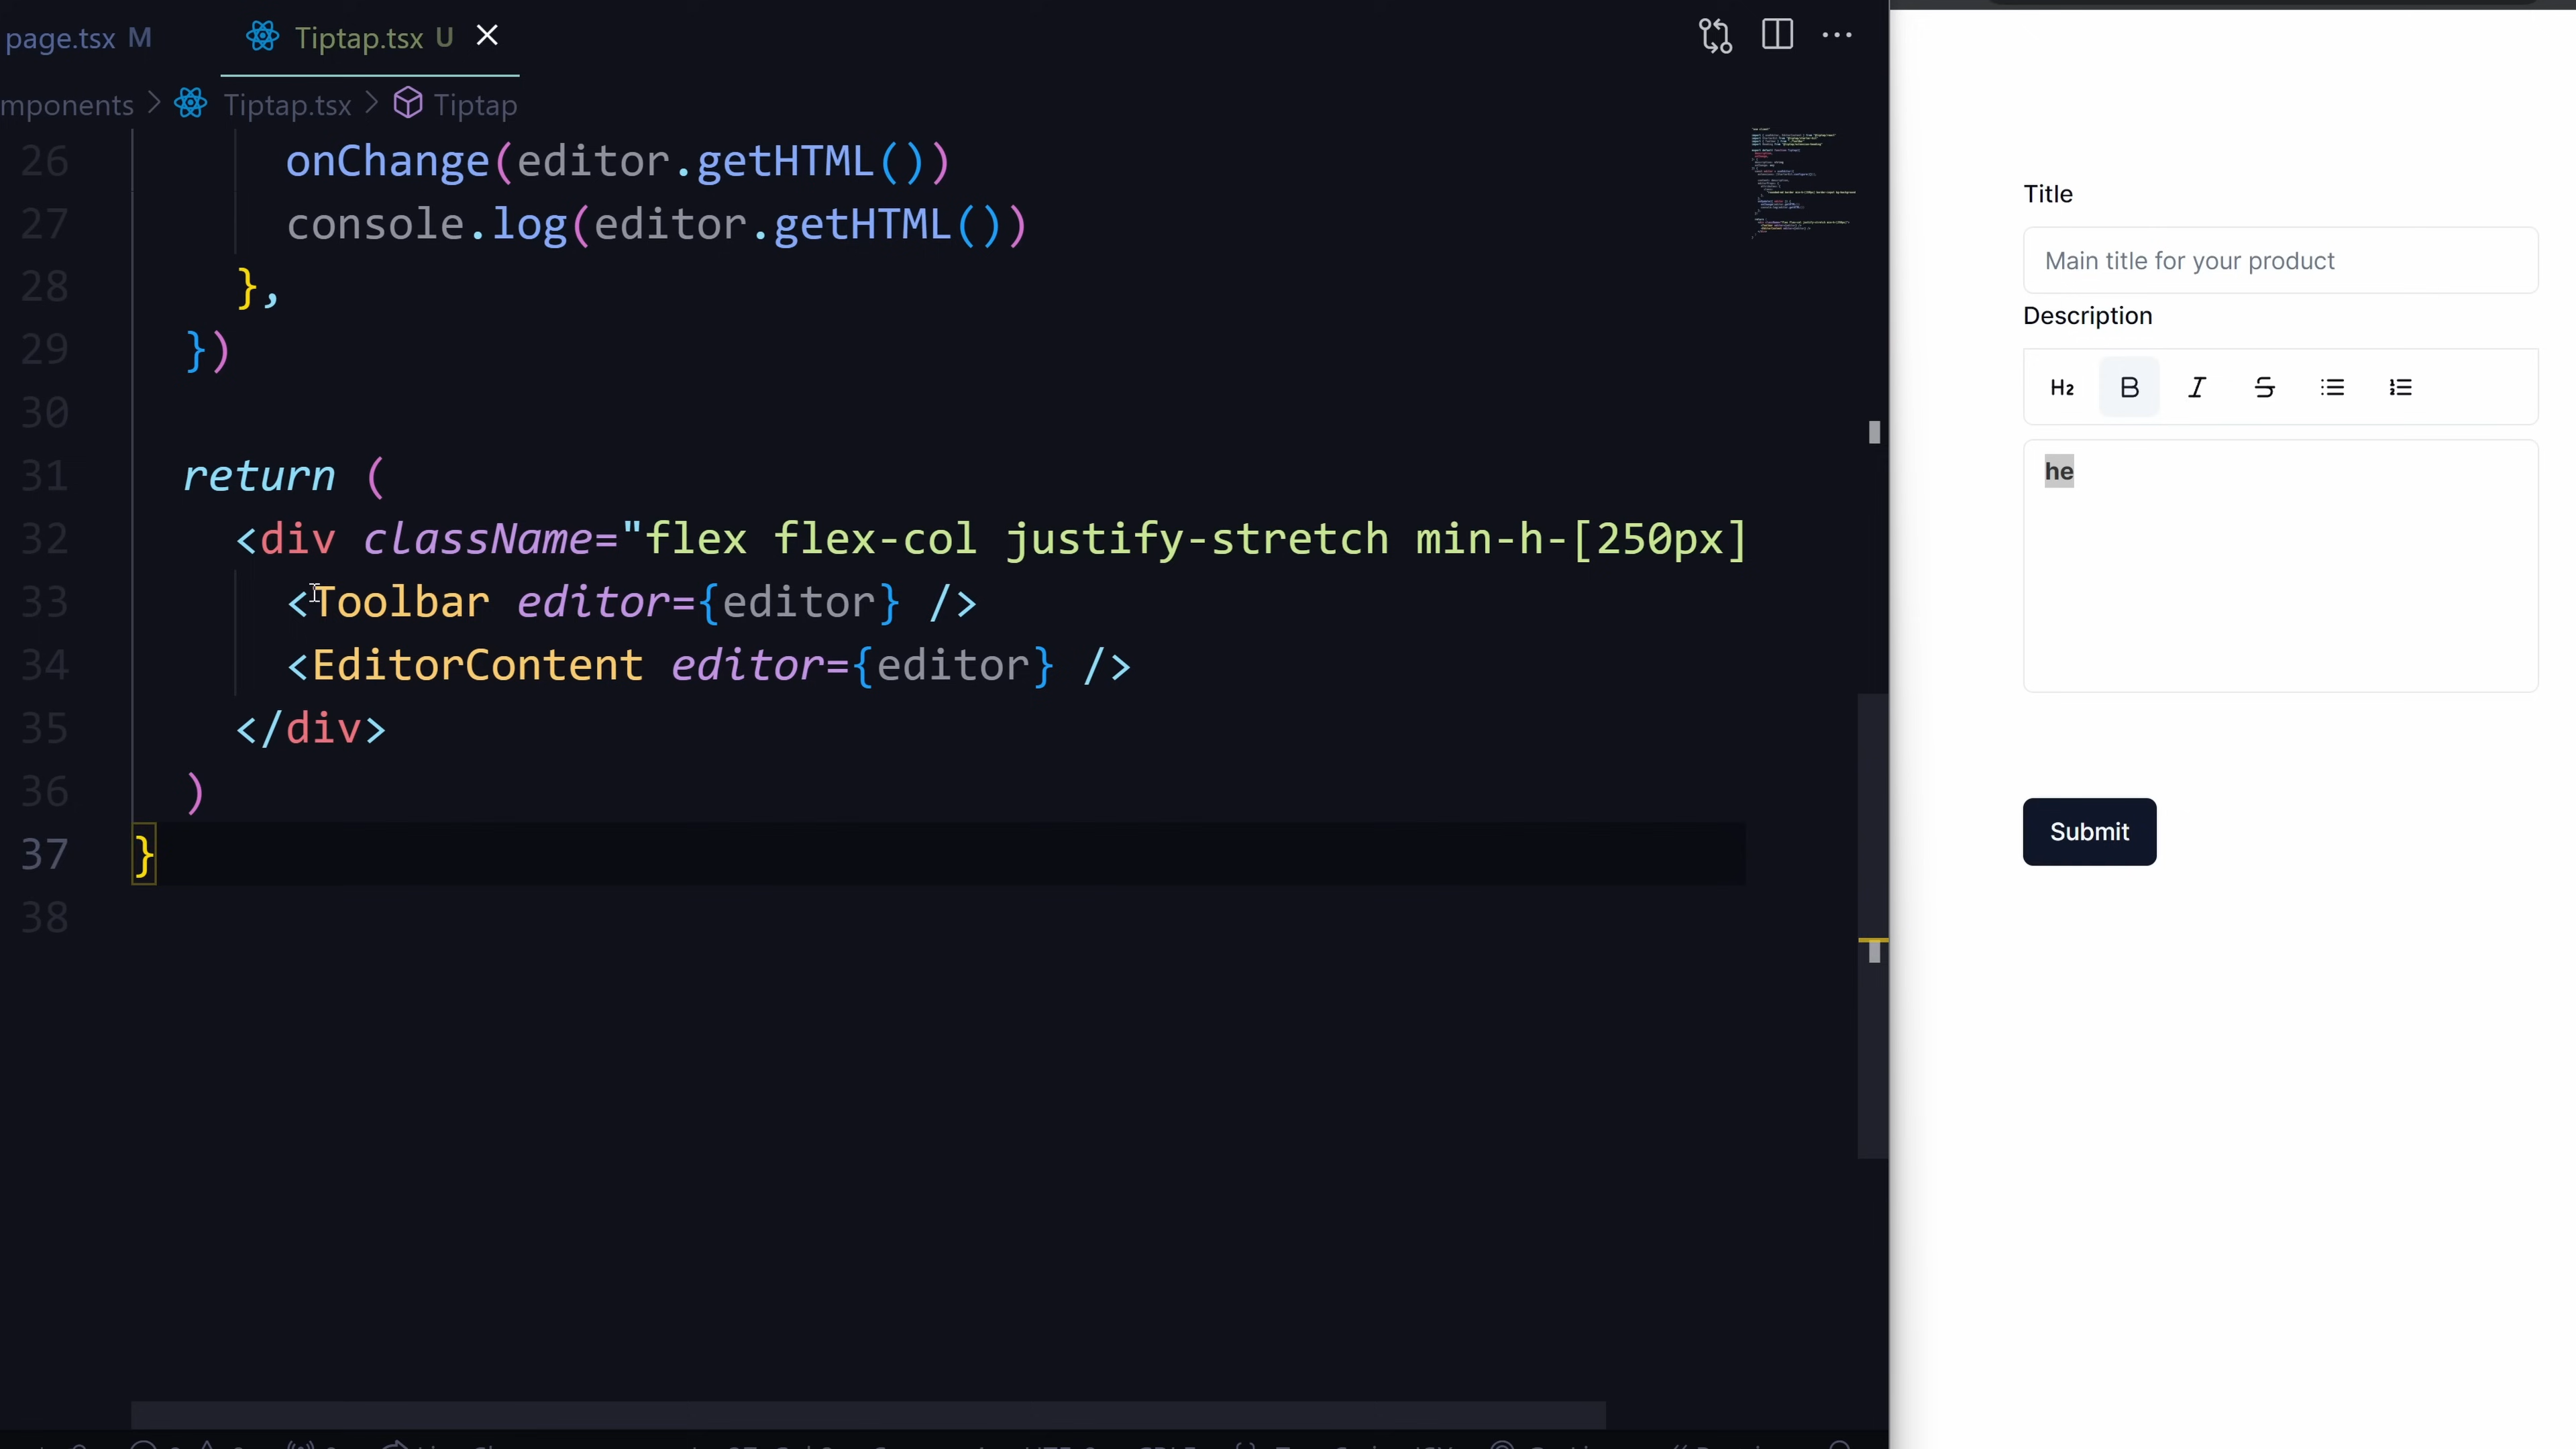 page.tsx M
Tiptap.tsx U
mponents > Tiptap.tsx > Tiptap
26 onChange(editor.getHTML())
27 console.log(editor.getHTML())
28 },
29 })
30
31 return (
32 <div className="flex flex-col justify-stretch min-h-[250px]
33 <Toolbar editor={editor} />
34 <EditorContent editor={editor} />
35 </div>
36 )
37 }
38
Title
Main title for your product
Description
H2 B I S
he
Submit